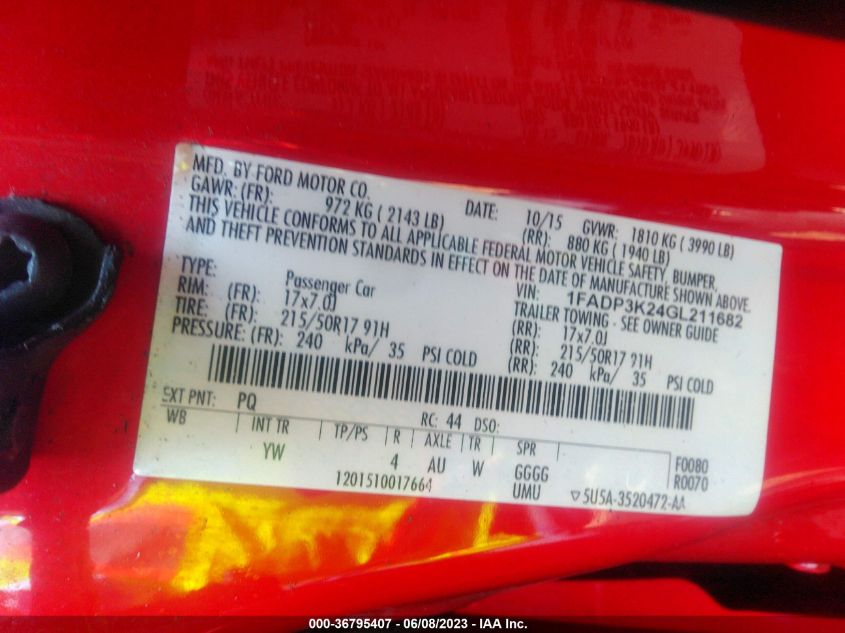 MFD. BY FORD MOTOR CO.
DATE: 10/15 GVWR: 1810 KG ( 3990 LB)
GAWR: (FR): 972 KG ( 2143 LB) (RR): 880 KG ( 1940 LB)
THIS VEHICLE CONFORMS TO ALL APPLICABLE FEDERAL MOTOR VEHICLE SAFETY, BUMPER,
AND THEFT PREVENTION STANDARDS IN EFFECT ON THE DATE OF MANUFACTURE SHOWN ABOVE.
VIN: 1FADP3K24GL211682
TYPE: Passenger Car TRAILER TOWING - SEE OWNER GUIDE
RIM: (FR): 17x7.0J (RR): 17x7.0J
TIRE: (FR): 215/50R17 91H (RR): 215/50R17 91H
PRESSURE: (FR): 240 kPa/ 35 PSI COLD (RR): 240 kPa/ 35 PSI COLD
EXT PNT: PQ RC: 44 DSO:
WB INT TR TP/PS R AXLE TR SPR
YW 4 AU W GGGG F0080
UMU R0070
1201510017664 ▽5U5A-3520472-AA
000-36795407 - 06/08/2023 - IAA Inc.